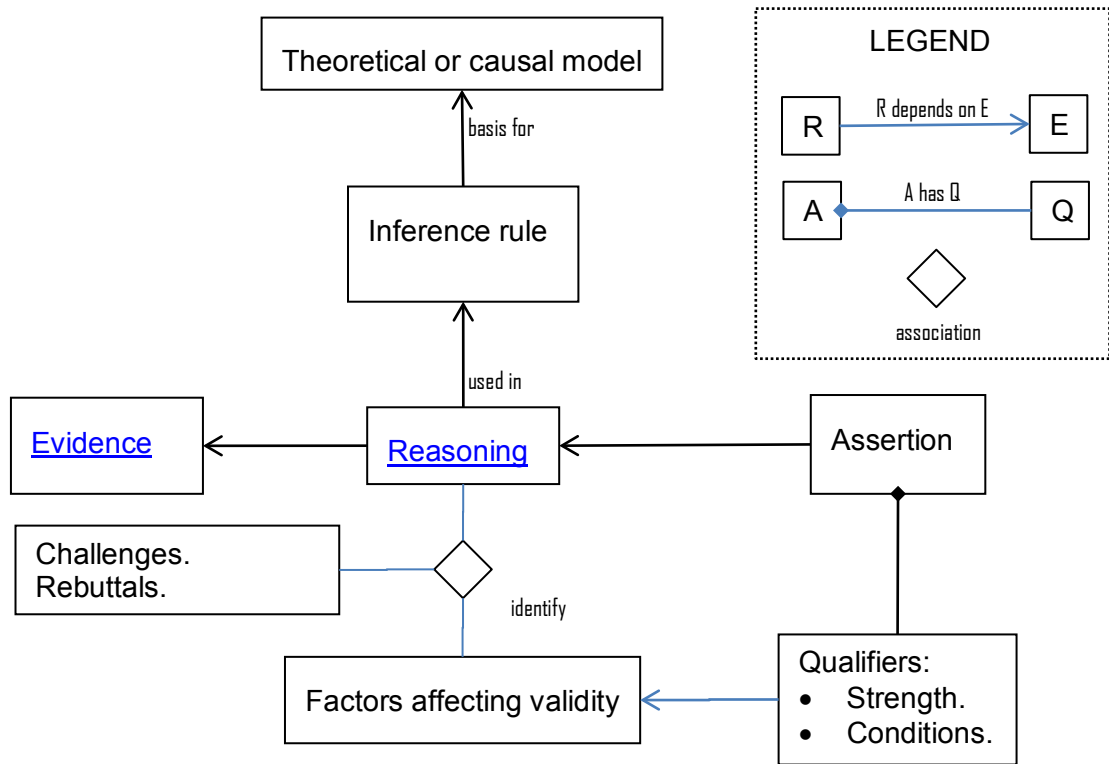 Theoretical or causal model
basis for
Inference rule
used in
Evidence
Reasoning
Assertion
Challenges.
Rebuttals.
identify
Factors affecting validity
Qualifiers:
• Strength.
• Conditions.
LEGEND
R
R depends on E
E
A
A has Q
Q
association